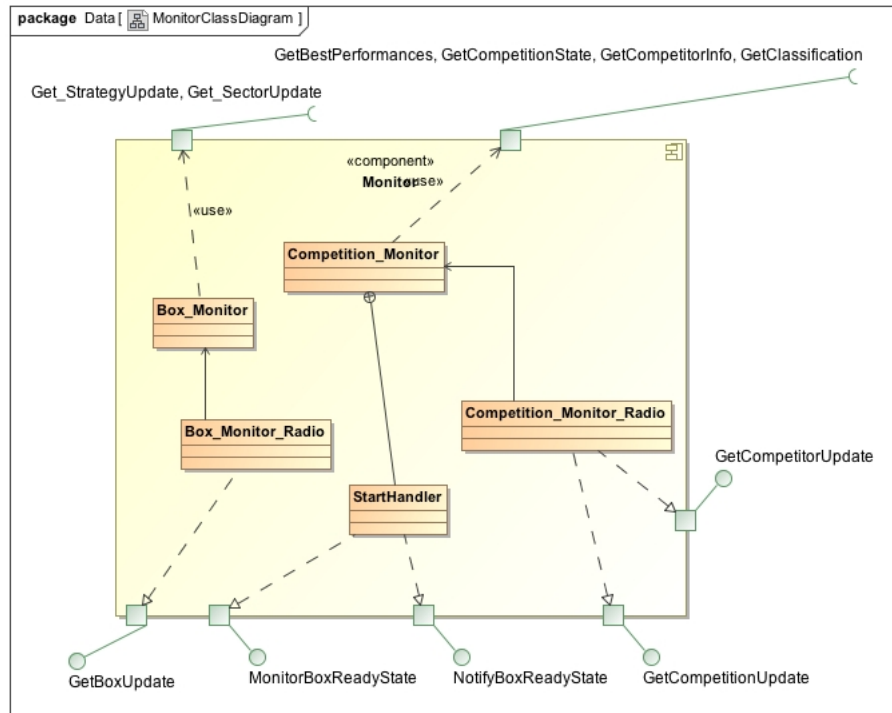 package Data [ MonitorClassDiagram ]
GetBestPerformances, GetCompetitionState, GetCompetitorInfo, GetClassification
Get_StrategyUpdate, Get_SectorUpdate
«component»
Monitor
«use»
«use»
Competition_Monitor
Box_Monitor
Competition_Monitor_Radio
Box_Monitor_Radio
GetCompetitorUpdate
StartHandler
GetBoxUpdate
MonitorBoxReadyState
NotifyBoxReadyState
GetCompetitionUpdate